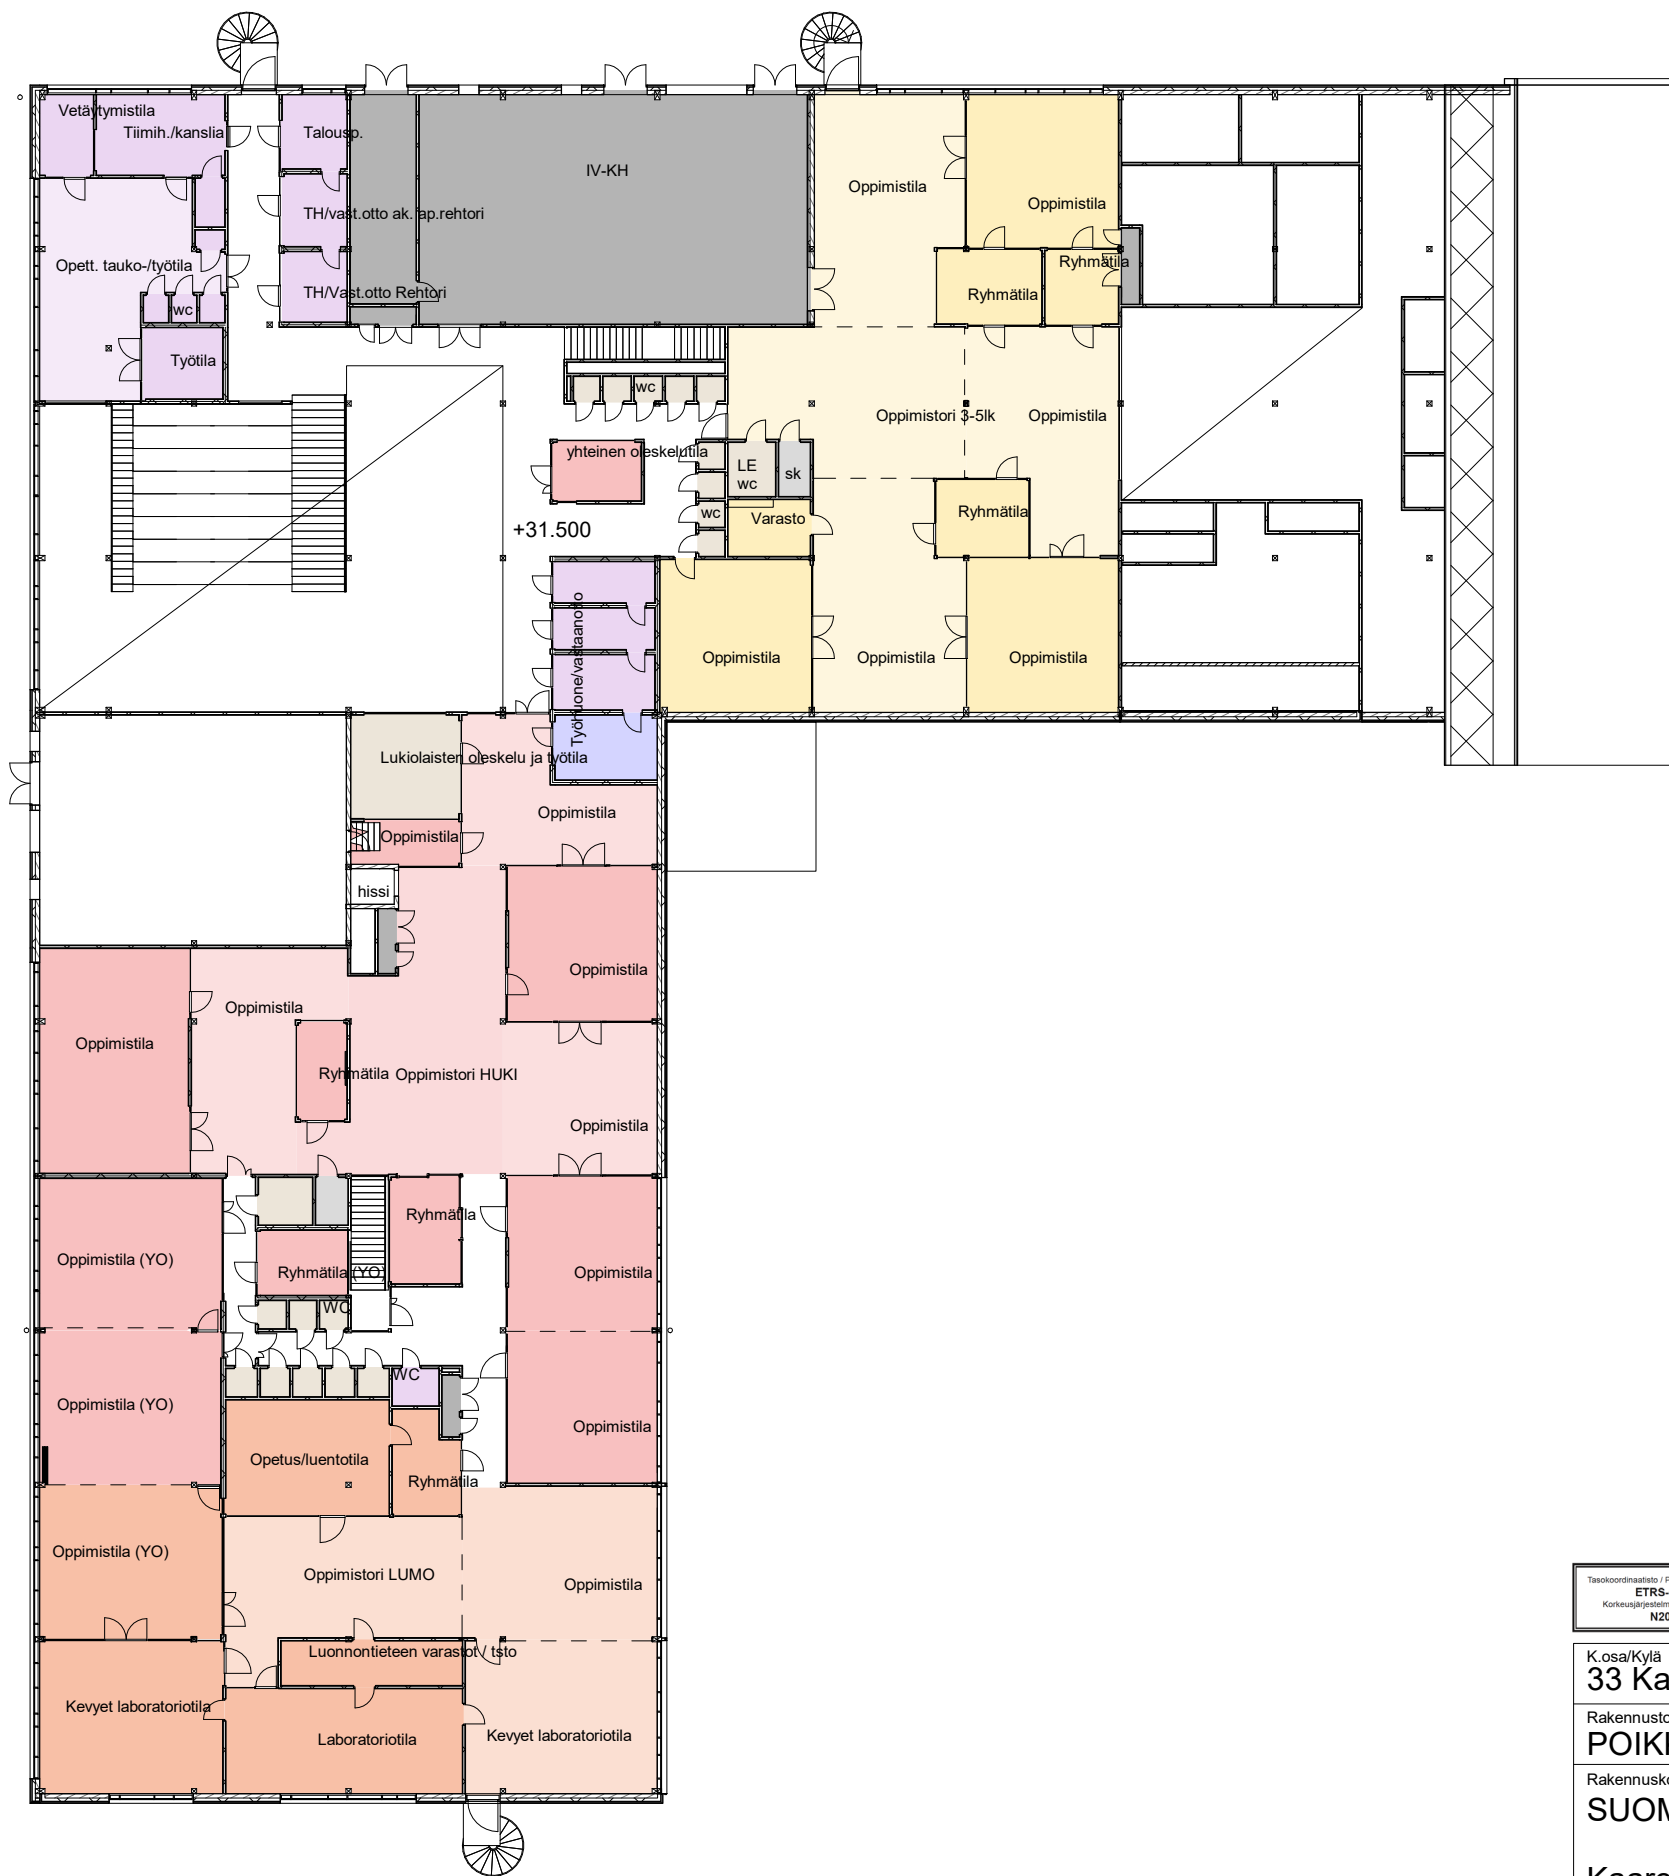 Vetäytymistila
Tiimih./kanslia
Talousp.
IV-KH
Oppimistila
Oppimistila
TH/vast.otto ak. ap.rehtori
Opett. tauko-/työtila
TH/Vast.otto Rehtori
Ryhmätila
Ryhmätila
wc
Työtila
wc
Oppimistori 3-5lk
Oppimistila
yhteinen oleskelutila
LE
wc
sk
wc
Varasto
Ryhmätila
+31.500
Työhuone/vastaanotto
Oppimistila
Oppimistila
Oppimistila
Lukiolaisten oleskelu ja työtila
Oppimistila
Oppimistila
hissi
Oppimistila
Oppimistila
Oppimistila
Ryhmätila
Oppimistori HUKI
Oppimistila
Ryhmätila
Oppimistila (YO)
Ryhmätila (YO)
Oppimistila
WC
WC
Oppimistila (YO)
Oppimistila
Opetus/luentotila
Ryhmätila
Oppimistila (YO)
Oppimistori LUMO
Oppimistila
Luonnontieteen varastot / tsto
Kevyet laboratoriotila
Laboratoriotila
Kevyet laboratoriotila
Tasokoordinaatisto / P
ETRS-
Korkeusjärjestelm
N20
K.osa/Kylä
33 Ka
Rakennusto
POIKI
Rakennusko
SUOM